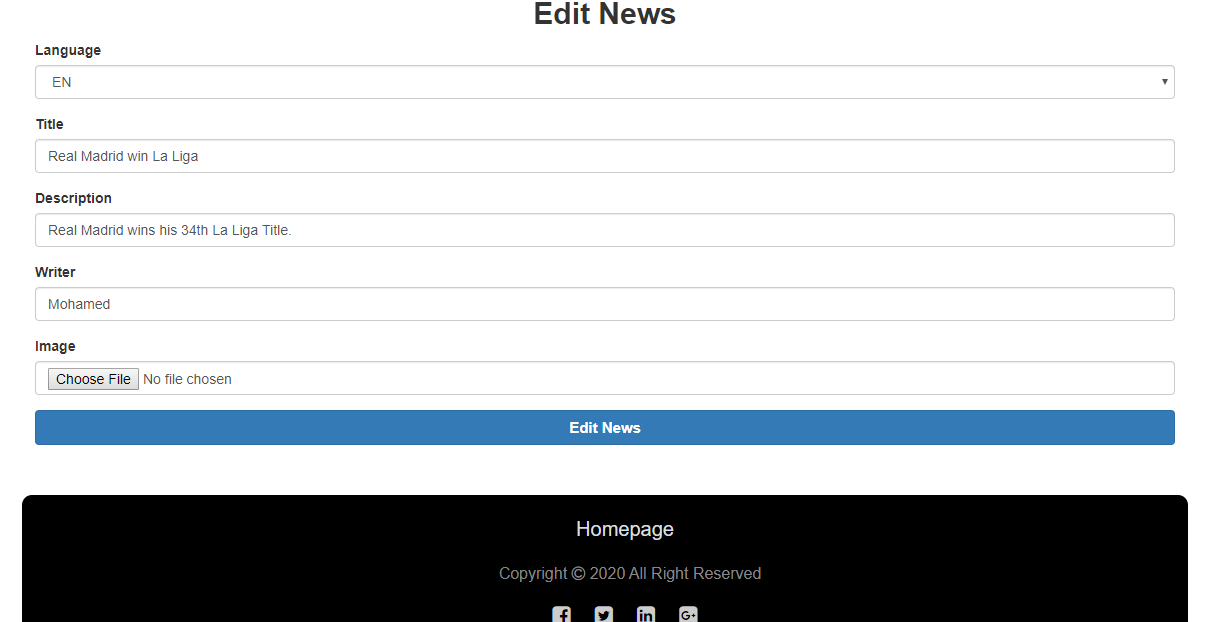 Edit News
Language
EN
Title
Real Madrid win La Liga
Description
Real Madrid wins his 34th La Liga Title.
Writer
Mohamed
Image
Choose File No file chosen
Edit News
Homepage
Copyright © 2020 All Right Reserved